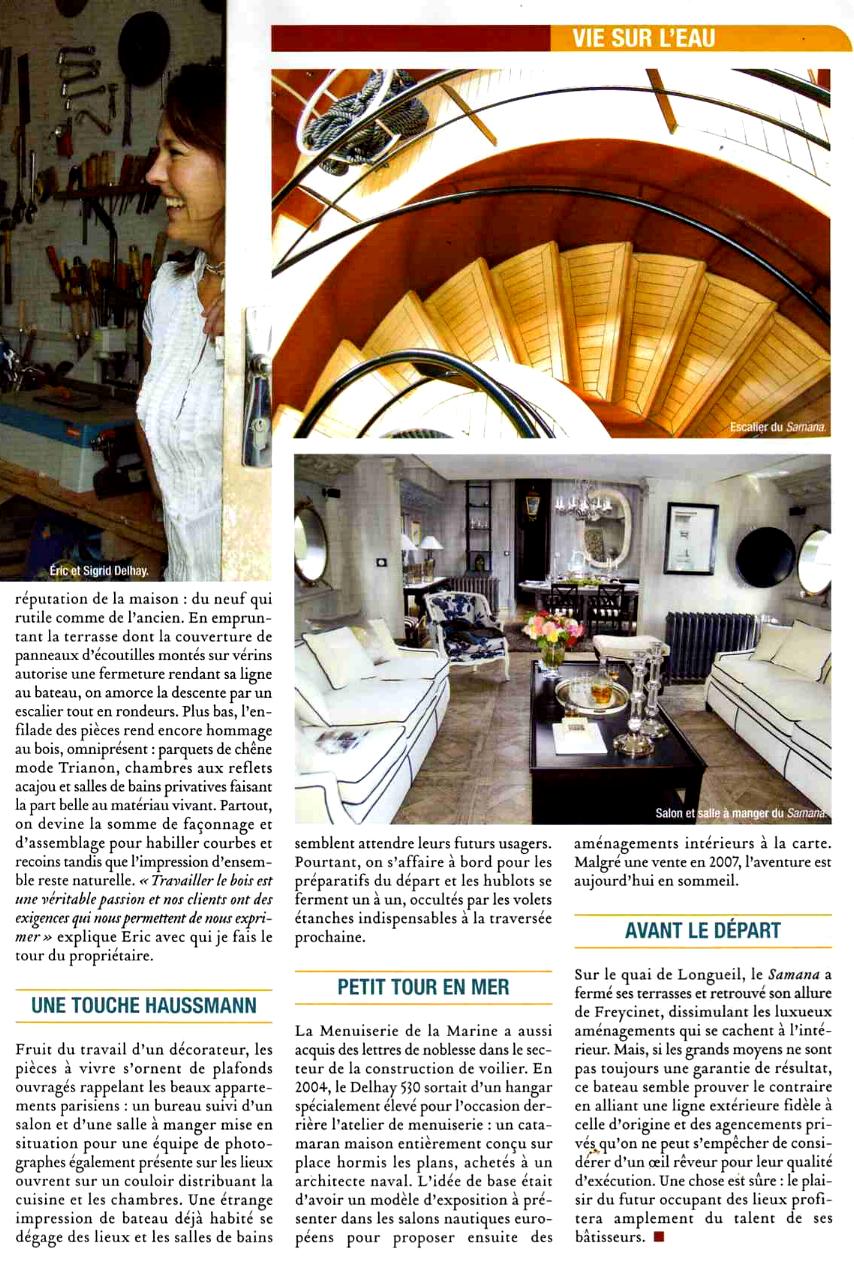 VIE SUR L'EAU
Escalier du Samana.
Éric et Sigrid Delhay.
Salon et salle à manger du Samana.
réputation de la maison : du neuf qui
rutile comme de l'ancien. En emprun-
tant la terrasse dont la couverture de
panneaux d'écoutilles montés sur vérins
autorise une fermeture rendant sa ligne
au bateau, on amorce la descente par un
escalier tout en rondeurs. Plus bas, l'en-
filade des pièces rend encore hommage
au bois, omniprésent : parquets de chêne
mode Trianon, chambres aux reflets
acajou et salles de bains privatives faisant
la part belle au matériau vivant. Partout,
on devine la somme de façonnage et
d'assemblage pour habiller courbes et
recoins tandis que l'impression d'ensem-
ble reste naturelle. « Travailler le bois est
une véritable passion et nos clients ont des
exigences qui nous permettent de nous expri-
mer » explique Eric avec qui je fais le
tour du propriétaire.
UNE TOUCHE HAUSSMANN
Fruit du travail d'un décorateur, les
pièces à vivre s'ornent de plafonds
ouvragés rappelant les beaux apparte-
ments parisiens : un bureau suivi d'un
salon et d'une salle à manger mise en
situation pour une équipe de photo-
graphes également présente sur les lieux
ouvrent sur un couloir distribuant la
cuisine et les chambres. Une étrange
impression de bateau déjà habité se
dégage des lieux et les salles de bains
semblent attendre leurs futurs usagers.
Pourtant, on s'affaire à bord pour les
préparatifs du départ et les hublots se
ferment un à un, occultés par les volets
étanches indispensables à la traversée
prochaine.
PETIT TOUR EN MER
La Menuiserie de la Marine a aussi
acquis des lettres de noblesse dans le sec-
teur de la construction de voilier. En
2004, le Delhay 530 sortait d'un hangar
spécialement élevé pour l'occasion der-
rière l'atelier de menuiserie : un cata-
maran maison entièrement conçu sur
place hormis les plans, achetés à un
architecte naval. L'idée de base était
d'avoir un modèle d'exposition à pré-
senter dans les salons nautiques euro-
péens pour proposer ensuite des
aménagements intérieurs à la carte.
Malgré une vente en 2007, l'aventure est
aujourd'hui en sommeil.
AVANT LE DÉPART
Sur le quai de Longueil, le Samana a
fermé ses terrasses et retrouvé son allure
de Freycinet, dissimulant les luxueux
aménagements qui se cachent à l'inté-
rieur. Mais, si les grands moyens ne sont
pas toujours une garantie de résultat,
ce bateau semble prouver le contraire
en alliant une ligne extérieure fidèle à
celle d'origine et des agencements pri-
vés qu'on ne peut s'empêcher de consi-
dérer d'un œil rêveur pour leur qualité
d'exécution. Une chose est sûre : le plai-
sir du futur occupant des lieux profi-
tera amplement du talent de ses
bâtisseurs. ■